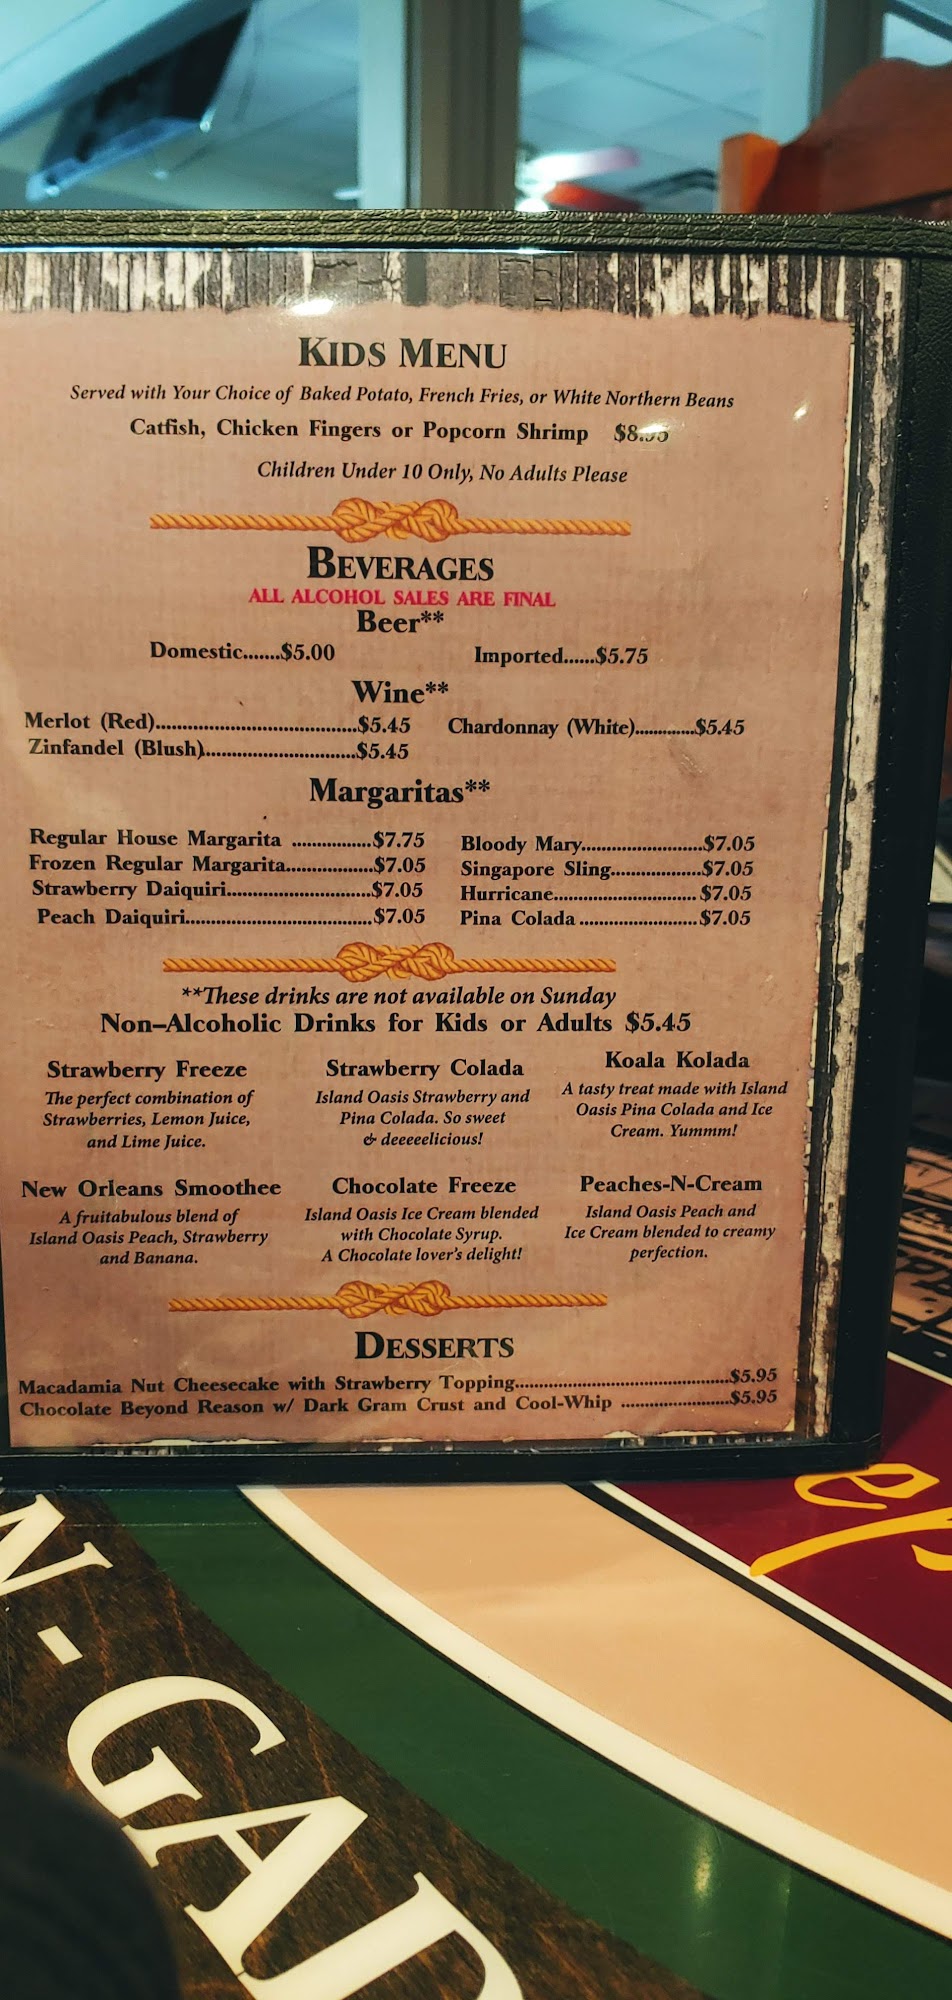 KIDS MENU
Served with Your Choice of Baked Potato, French Fries, or White Northern Beans
Catfish, Chicken Fingers or Popcorn Shrimp $8.95
Children Under 10 Only, No Adults Please
BEVERAGES
ALL ALCOHOL SALES ARE FINAL
Beer**
Domestic.......$5.00 Imported......$5.75
Wine**
Merlot (Red)....................................$5.45 Chardonnay (White).............$5.45
Zinfandel (Blush)...........................$5.45
Margaritas**
Regular House Margarita ................$7.75 Bloody Mary.........................$7.05
Frozen Regular Margarita..................$7.05 Singapore Sling...................$7.05
Strawberry Daiquiri.............................$7.05 Hurricane.............................$7.05
Peach Daiquiri.....................................$7.05 Pina Colada ........................$7.05
**These drinks are not available on Sunday
Non-Alcoholic Drinks for Kids or Adults $5.45
Strawberry Freeze
The perfect combination of
Strawberries, Lemon Juice,
and Lime Juice.
Strawberry Colada
Island Oasis Strawberry and
Pina Colada. So sweet
& deeeeelicious!
Koala Kolada
A tasty treat made with Island
Oasis Pina Colada and Ice
Cream. Yummm!
New Orleans Smoothee
A fruitabulous blend of
Island Oasis Peach, Strawberry
and Banana.
Chocolate Freeze
Island Oasis Ice Cream blended
with Chocolate Syrup.
A Chocolate lover's delight!
Peaches-N-Cream
Island Oasis Peach and
Ice Cream blended to creamy
perfection.
DESSERTS
Macadamia Nut Cheesecake with Strawberry Topping............................................$5.95
Chocolate Beyond Reason w/ Dark Gram Crust and Cool-Whip ......................$5.95
N-GA